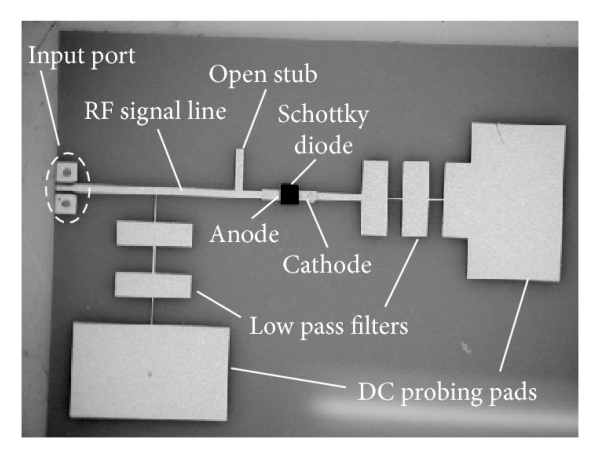 Input port
Open stub
RF signal line
Schottky
diode
Anode
Cathode
Low pass filters
DC probing pads